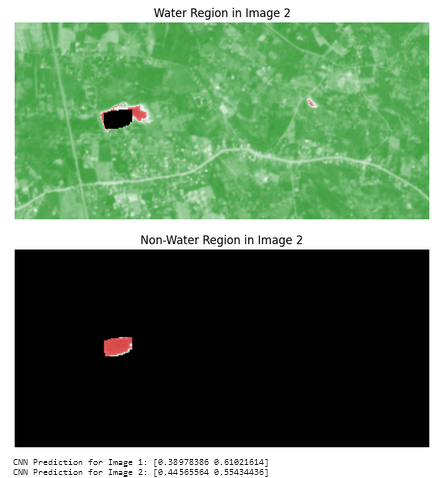 Water Region in Image 2
Non-Water Region in Image 2
CNN Prediction for Image 1: [0.38978386 0.61021614]
CNN Prediction for Image 2: [0.44565564 0.55434436]